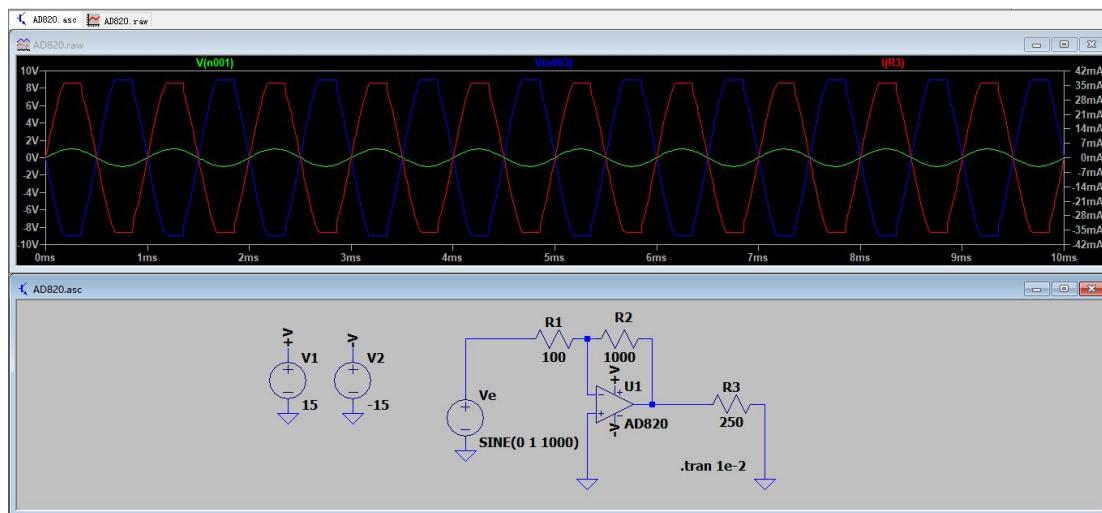 AD820.asc AD820.raw
AD820.raw
V(n001) V(n003) I(R3)
10V 42mA
8V 35mA
6V 28mA
21mA
4V 14mA
2V 7mA
0V 0mA
-2V -7mA
-4V -14mA
-21mA
-6V -28mA
-8V -35mA
-10V -42mA
0ms 1ms 2ms 3ms 4ms 5ms 6ms 7ms 8ms 9ms 10ms
AD820.asc
+V -V R1 R2
V1 V2 100 1000
15 -15
+V U1 R3
Ve AD820 250
-V
SINE(0 1 1000)
.tran 1e-2